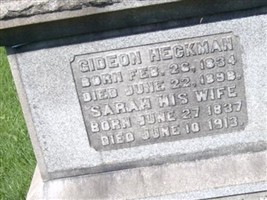 GIDEON HECKMAN
BORN FEB. 26, 1834
DIED JUNE 22, 1898.
SARAH HIS WIFE
BORN JUNE 27 1837
DIED JUNE 10 1913.